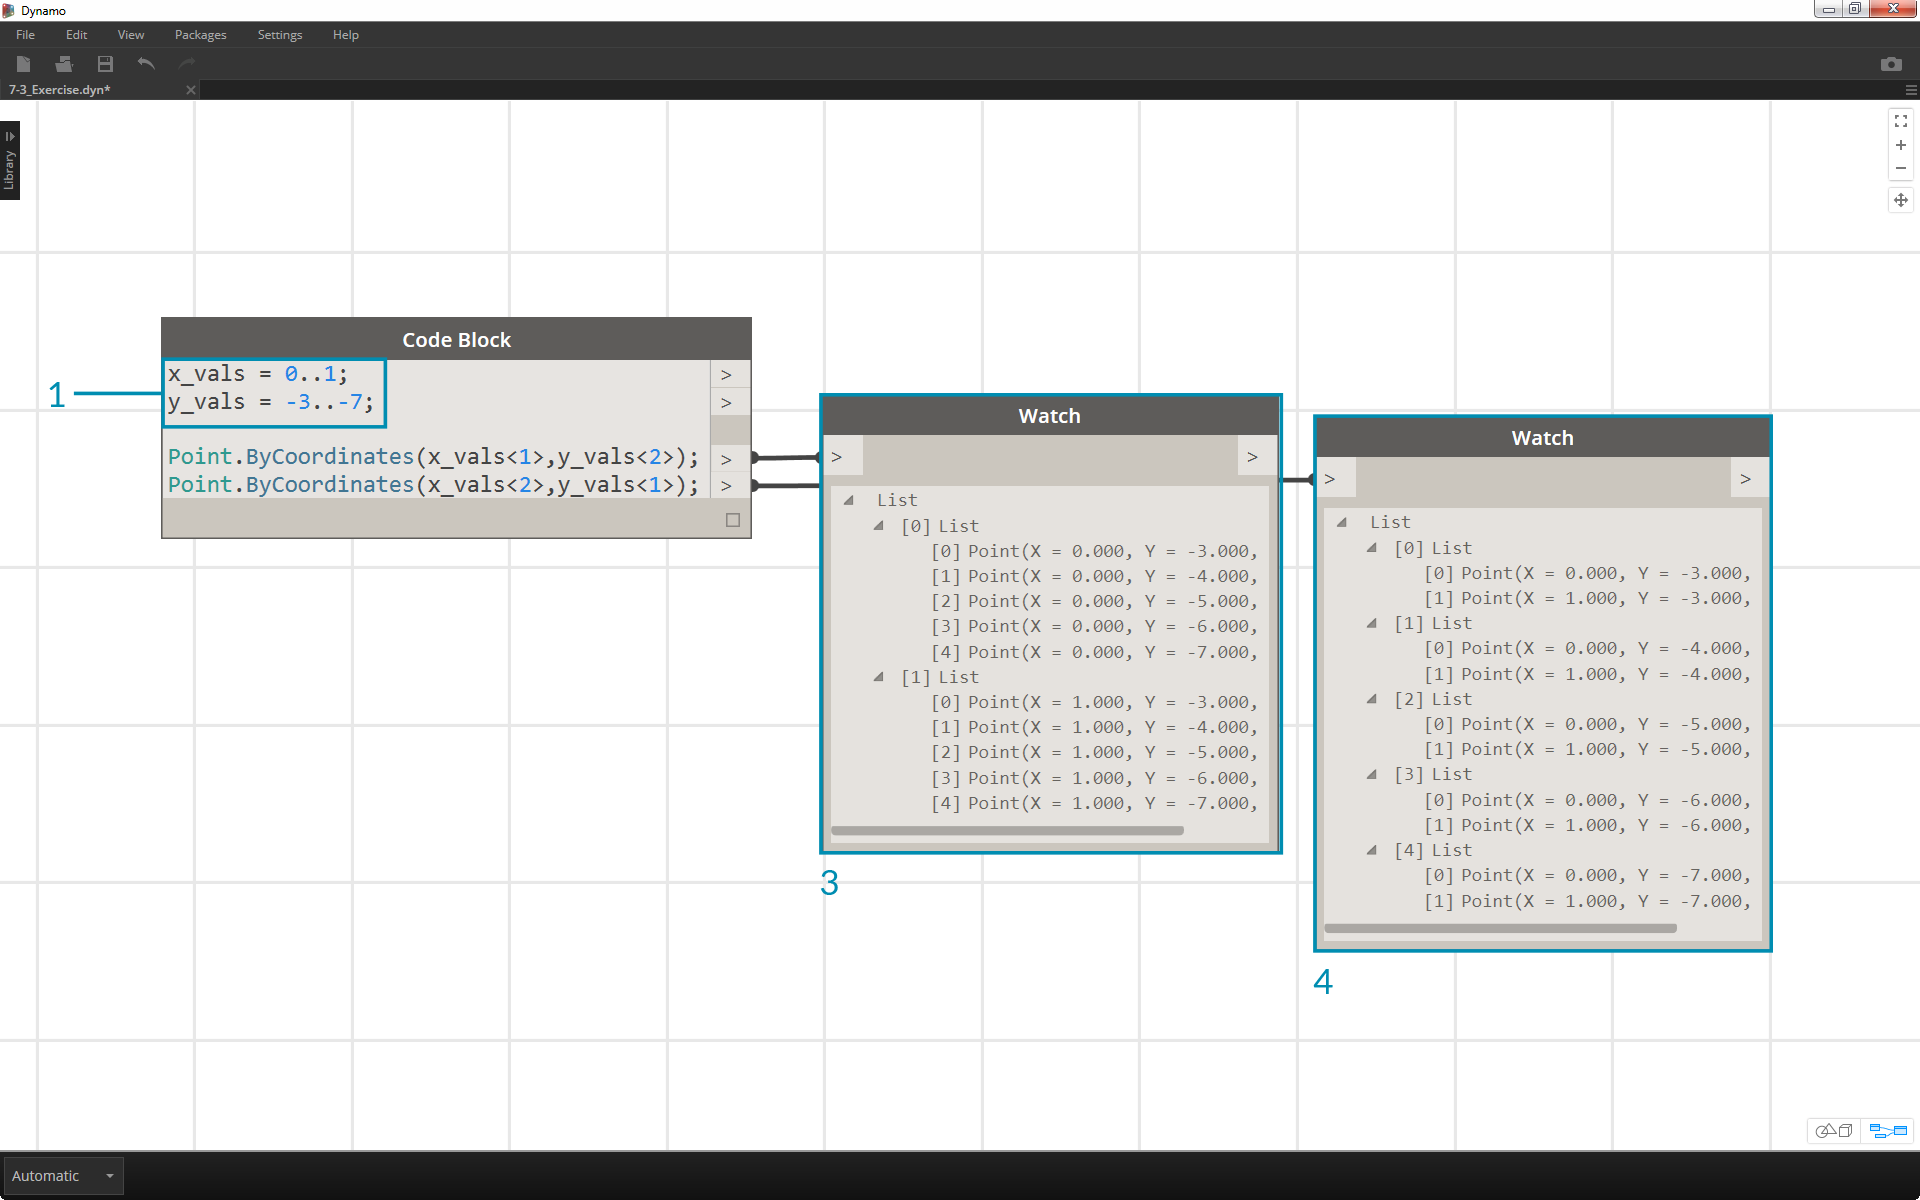 Dynamo
File Edit View Packages Settings Help
7-3_Exercise.dyn*
Library
Code Block
1
x_vals = 0..1;
y_vals = -3..-7;
Point.ByCoordinates(x_vals<1>,y_vals<2>);
Point.ByCoordinates(x_vals<2>,y_vals<1>);
>
>
>
>
Watch
> >
List
[0] List
[0] Point(X = 0.000, Y = -3.000,
[1] Point(X = 0.000, Y = -4.000,
[2] Point(X = 0.000, Y = -5.000,
[3] Point(X = 0.000, Y = -6.000,
[4] Point(X = 0.000, Y = -7.000,
[1] List
[0] Point(X = 1.000, Y = -3.000,
[1] Point(X = 1.000, Y = -4.000,
[2] Point(X = 1.000, Y = -5.000,
[3] Point(X = 1.000, Y = -6.000,
[4] Point(X = 1.000, Y = -7.000,
3
Watch
> >
List
[0] List
[0] Point(X = 0.000, Y = -3.000,
[1] Point(X = 1.000, Y = -3.000,
[1] List
[0] Point(X = 0.000, Y = -4.000,
[1] Point(X = 1.000, Y = -4.000,
[2] List
[0] Point(X = 0.000, Y = -5.000,
[1] Point(X = 1.000, Y = -5.000,
[3] List
[0] Point(X = 0.000, Y = -6.000,
[1] Point(X = 1.000, Y = -6.000,
[4] List
[0] Point(X = 0.000, Y = -7.000,
[1] Point(X = 1.000, Y = -7.000,
4
Automatic